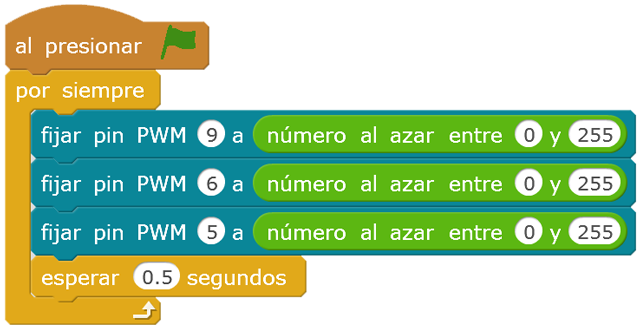 al presionar
por siempre
fijar pin PWM 9 a número al azar entre 0 y 255
fijar pin PWM 6 a número al azar entre 0 y 255
fijar pin PWM 5 a número al azar entre 0 y 255
esperar 0.5 segundos